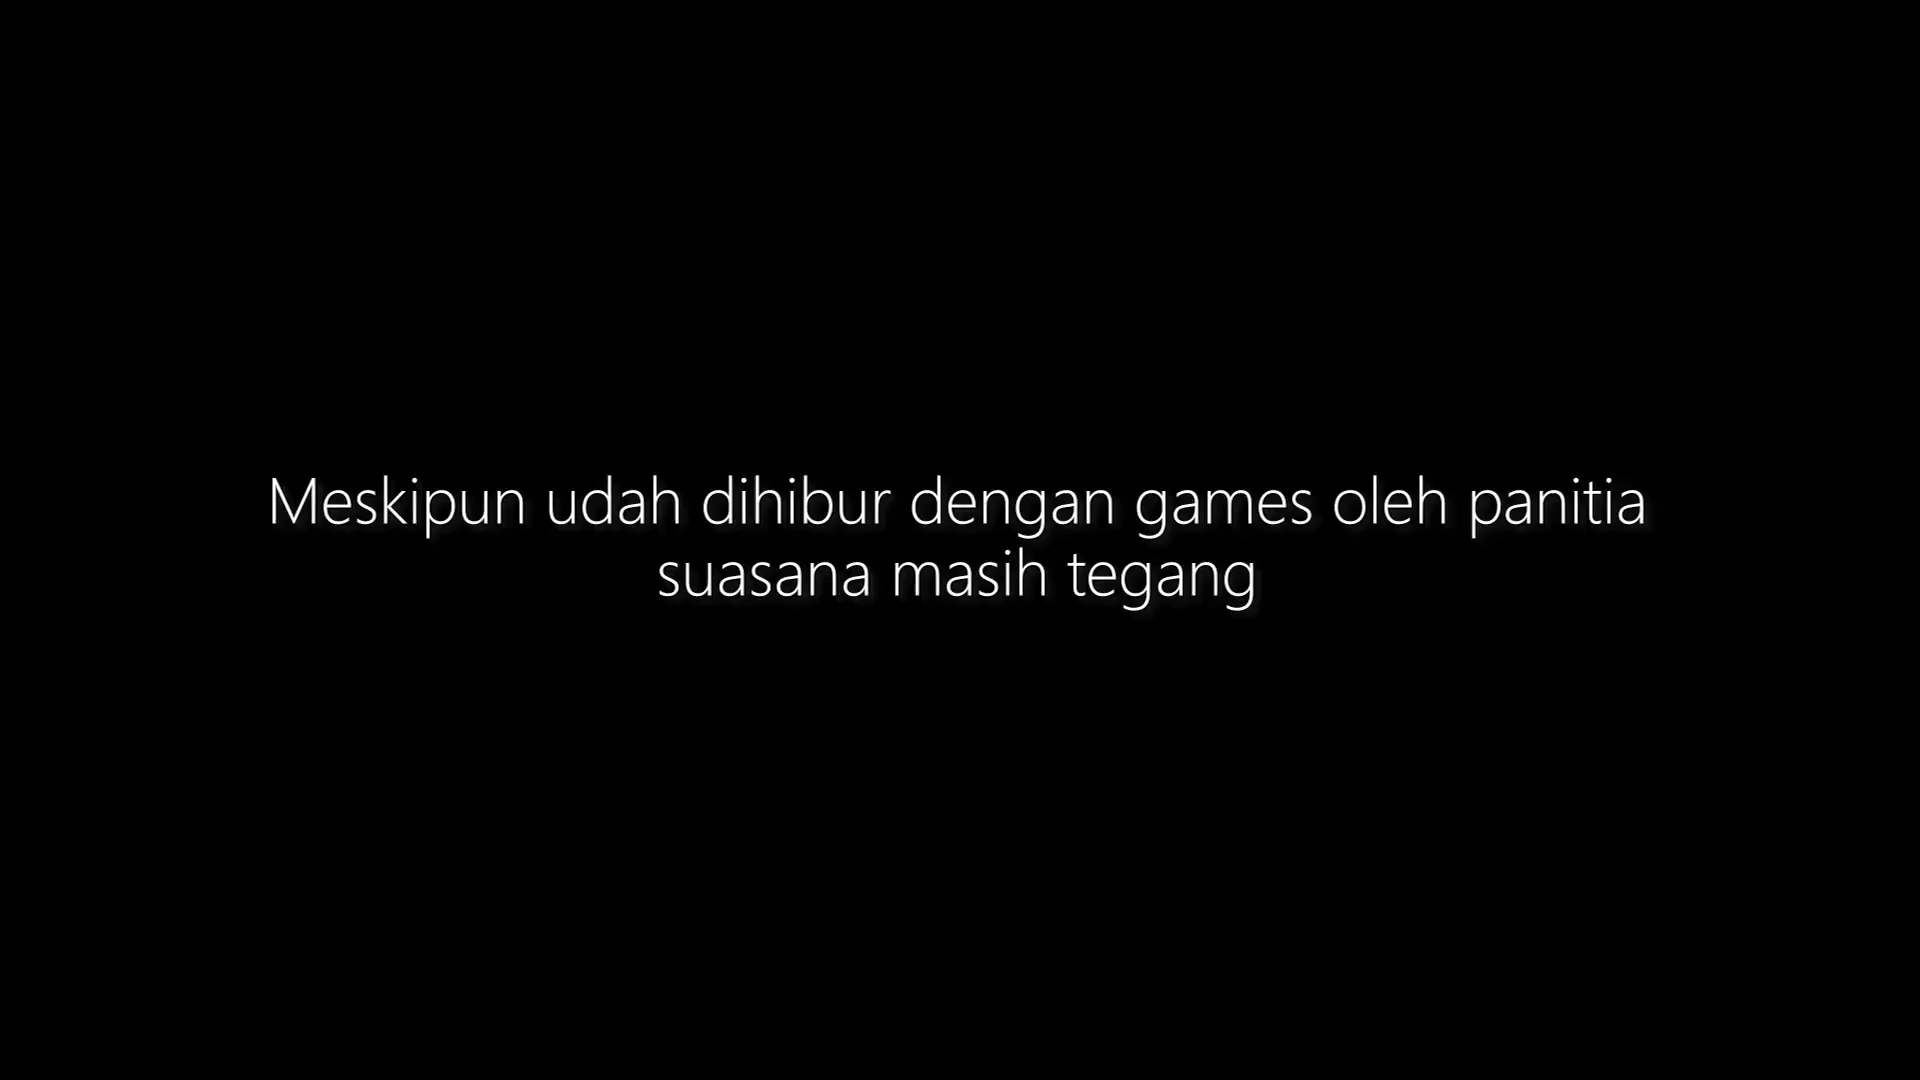 Meskipun udah dihibur dengan games oleh panitia
suasana masih tegang